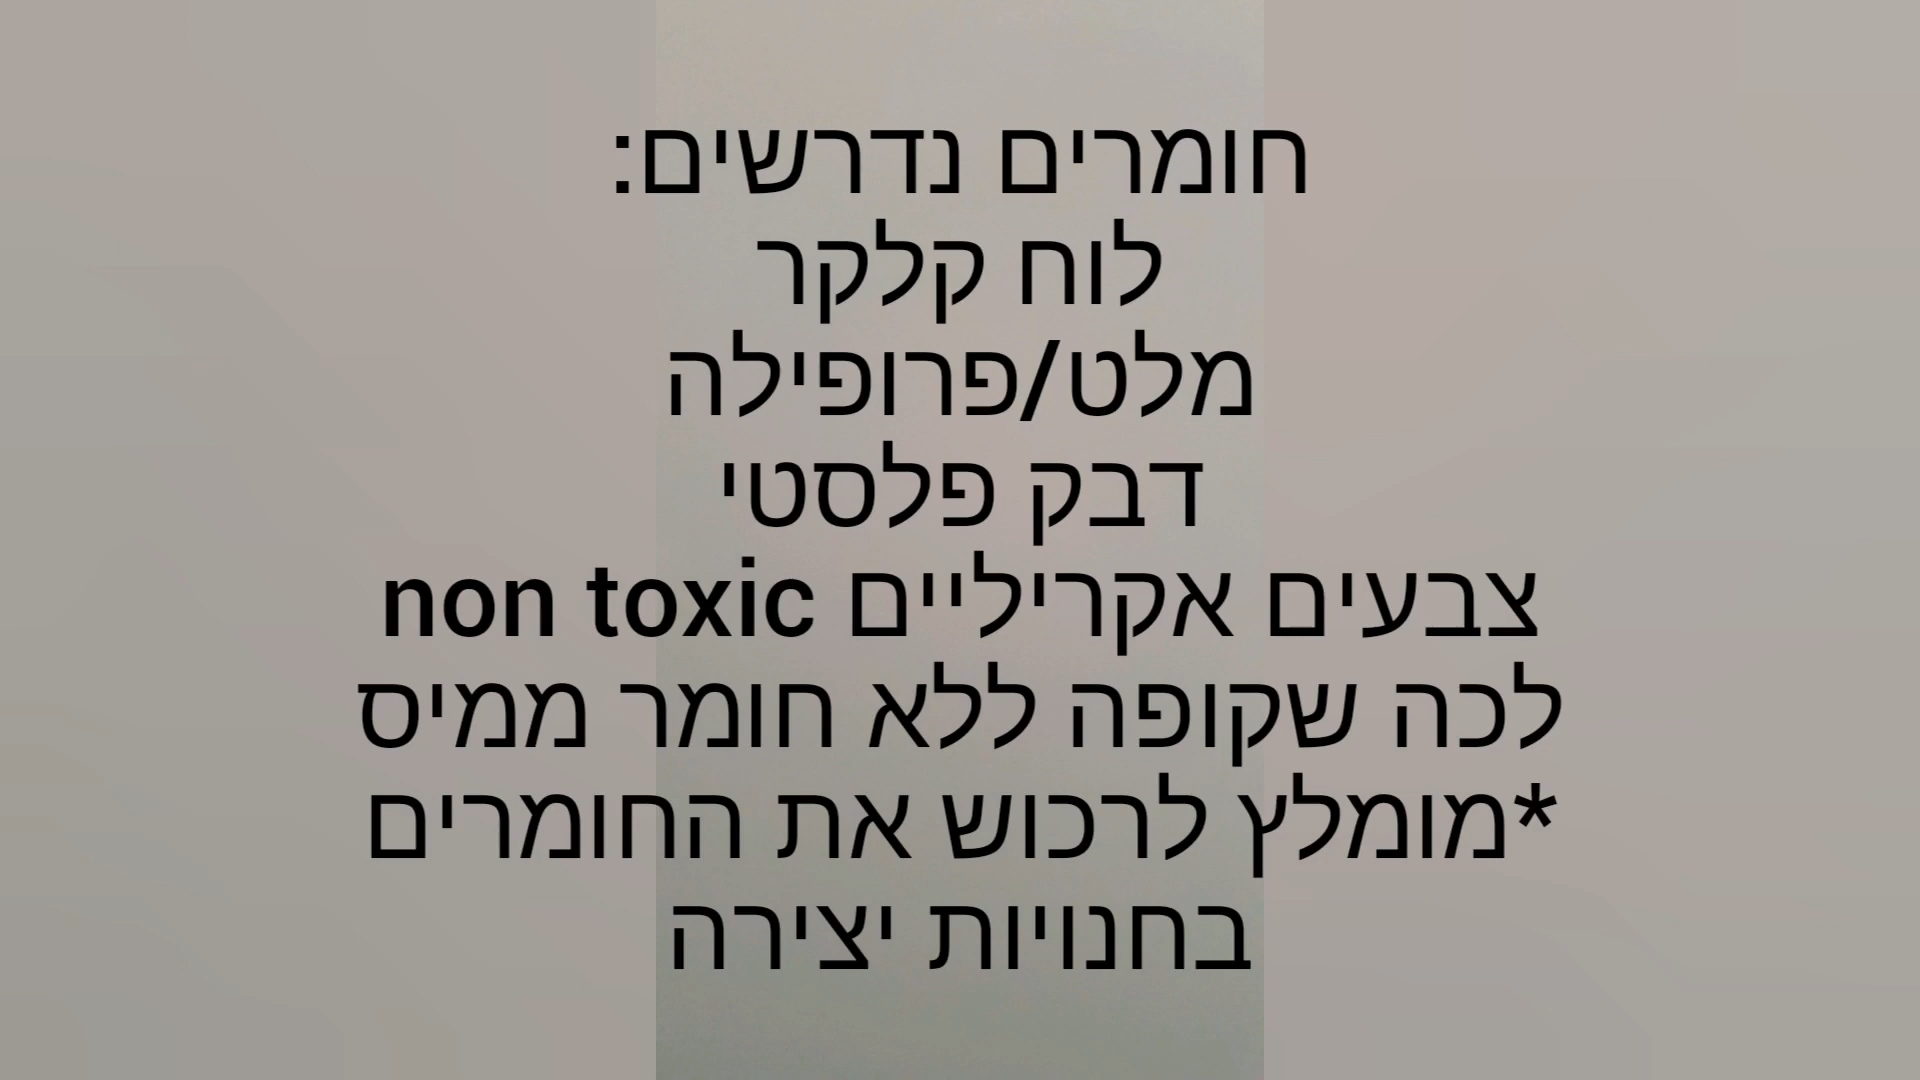 חומרים נדרשים:
לוח קלקר
מלט/פרופילה
דבק פלסטי
צבעים אקריליים non toxic
לכה שקופה ללא חומר ממיס
*מומלץ לרכוש את החומרים
בחנויות יצירה